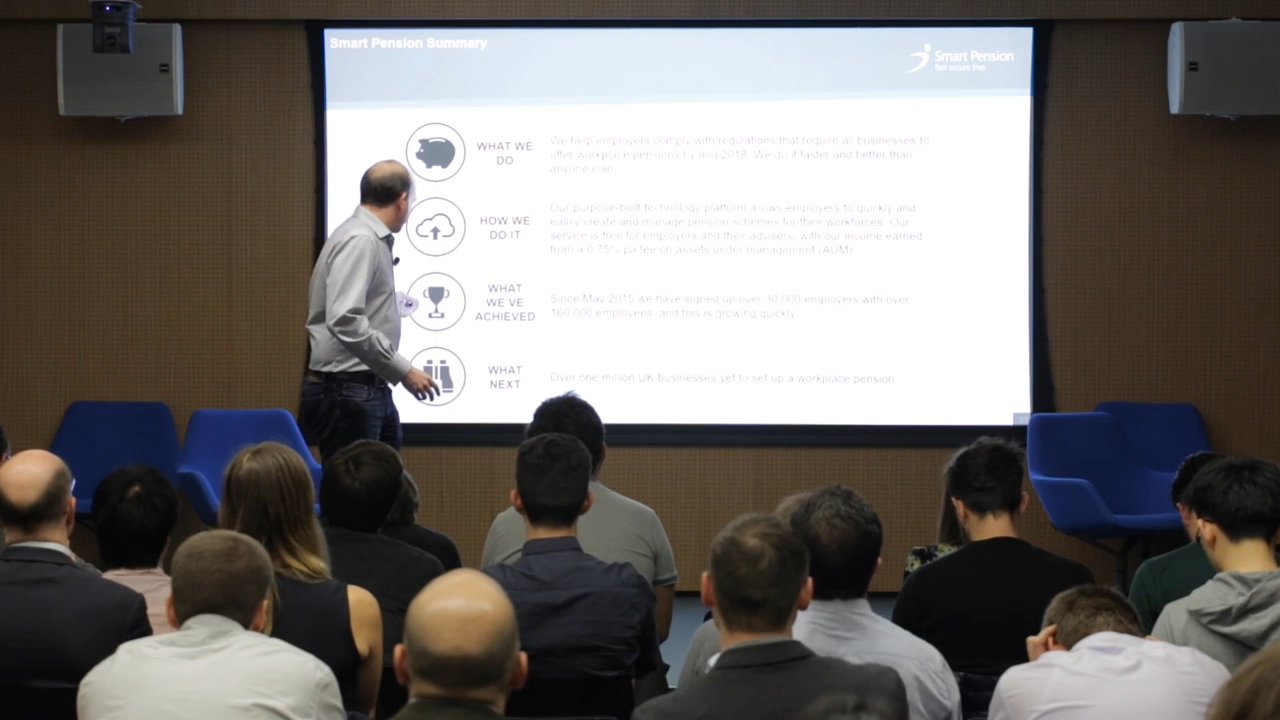 Smart Pension Summary
Smart Pension
fast secure free
WHAT WE
DO
We help employers comply with regulations that require all businesses to
offer workplace pensions by mid 2018. We do it faster and better than
anyone else.
HOW WE
DO IT
Our purpose-built technology platform allows employers to quickly and
easily create and manage pension schemes for their workforces. Our
service is free for employers and their advisers, with our income earned
from a 0.75% pa fee on assets under management (AUM).
WHAT
WE'VE
ACHIEVED
Since May 2015 we have signed up over 30,000 employers with over
160,000 employees, and this is growing quickly.
WHAT
NEXT
Over one million UK businesses yet to set up a workplace pension.